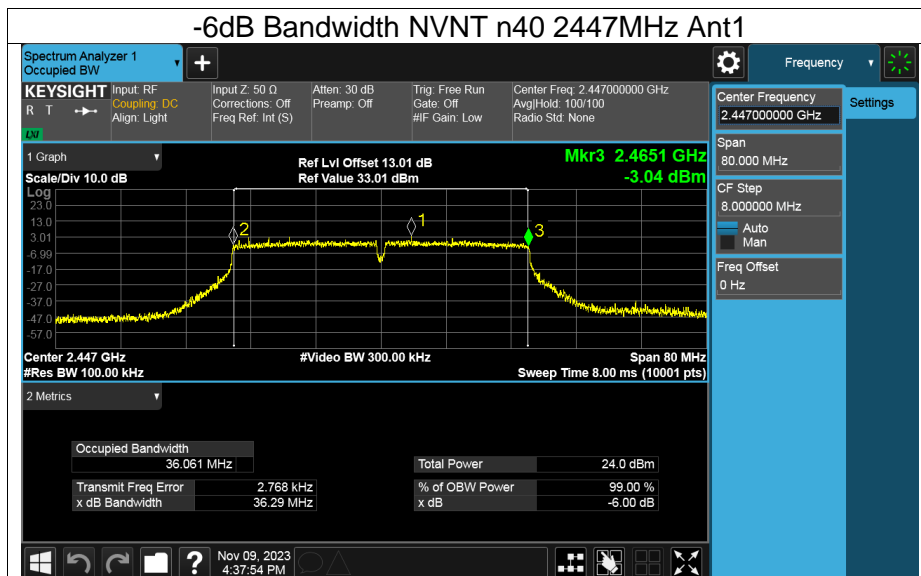 -6dB Bandwidth NVNT n40 2447MHz Ant1
Spectrum Analyzer 1
Occupied BW
Frequency
KEYSIGHT
R T
LXI
Input: RF
Coupling: DC
Align: Light
Input Z: 50 Ω
Corrections: Off
Freq Ref: Int (S)
Atten: 30 dB
Preamp: Off
Trig: Free Run
Gate: Off
#IF Gain: Low
Center Freq: 2.447000000 GHz
Avg|Hold: 100/100
Radio Std: None
Center Frequency
2.447000000 GHz
Settings
Span
80.000 MHz
CF Step
8.000000 MHz
Auto
Man
Freq Offset
0 Hz
1 Graph
Scale/Div 10.0 dB
Ref Lvl Offset 13.01 dB
Ref Value 33.01 dBm
Mkr3 2.4651 GHz
-3.04 dBm
Log
23.0
13.0
3.01
-6.99
-17.0
-27.0
-37.0
-47.0
-57.0
2
1
3
Center 2.447 GHz
#Video BW 300.00 kHz
Span 80 MHz
#Res BW 100.00 kHz
Sweep Time 8.00 ms (10001 pts)
2 Metrics
Occupied Bandwidth
36.061 MHz
Total Power 24.0 dBm
Transmit Freq Error 2.768 kHz
% of OBW Power 99.00 %
x dB Bandwidth 36.29 MHz
x dB -6.00 dB
?
Nov 09, 2023
4:37:54 PM